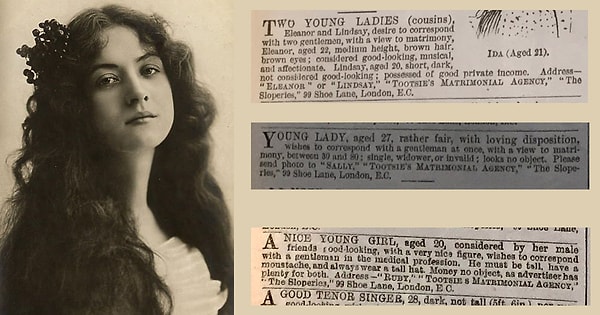 TWO YOUNG LADIES (cousins),
Eleanor and Lindsay, desire to correspond
with two gentlemen, with a view to matrimony,
Eleanor, aged 22, medium height, brown hair,
brown eyes; considered good-looking, musical,
and affectionate. Lindsay, aged 20, short, dark,
not considered good-looking; possessed of good private income. Address—
"ELEANOR" or "LINDSAY," "TOOTSIE'S MATRIMONIAL AGENCY," "The
Sloperies," 99 Shoe Lane, London, E.C.
IDA (Aged 21).
YOUNG LADY, aged 27, rather fair, with loving disposition,
wishes to correspond with a gentleman at once, with a view to matri-
mony, between 30 and 80; single, widower, or invalid; looks no object. Please
send photo to "SALLY," "TOOTSIE'S MATRIMONIAL AGENCY," "The Slope-
ries," 99 Shoe Lane, London, E.C.
A NICE YOUNG GIRL, aged 20, considered by her male
friends good-looking, with a very nice figure, wishes to correspond
with a gentleman in the medical profession. He must be tall, have a
moustache, and always wear a tall hat. Money no object, as advertiser has
plenty for both. Address—"RUBY," "TOOTSIE'S MATRIMONIAL AGENCY,"
"The Sloperies," 99 Shoe Lane, London, E.C.
A GOOD TENOR SINGER, 28, dark, not tall (5ft. 6in.)